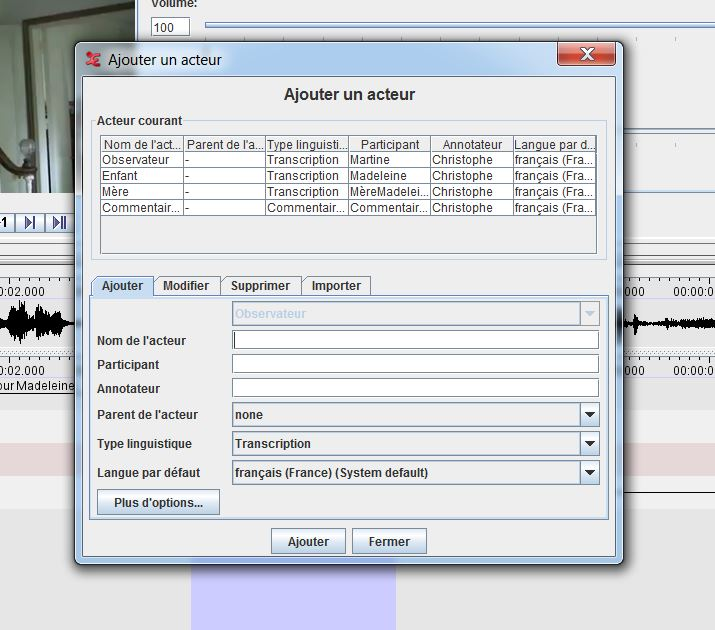 Volume:
100
Ajouter un acteur
Ajouter un acteur
Acteur courant
Nom de l'act... Parent de l'a... Type linguisti... Participant Annotateur Langue par d...
Observateur - Transcription Martine Christophe français (Fra...
Enfant - Transcription Madeleine Christophe français (Fra...
Mère - Transcription MèreMadelei... Christophe français (Fra...
Commentair... - Commentair... Commentair... Christophe français (Fra...
Ajouter Modifier Supprimer Importer
Observateur
Nom de l'acteur
Participant
Annotateur
Parent de l'acteur none
Type linguistique Transcription
Langue par défaut français (France) (System default)
Plus d'options...
Ajouter Fermer
1
0:02.000 000 00:00:0
0:02.000 000 00:00:0
our Madeleine